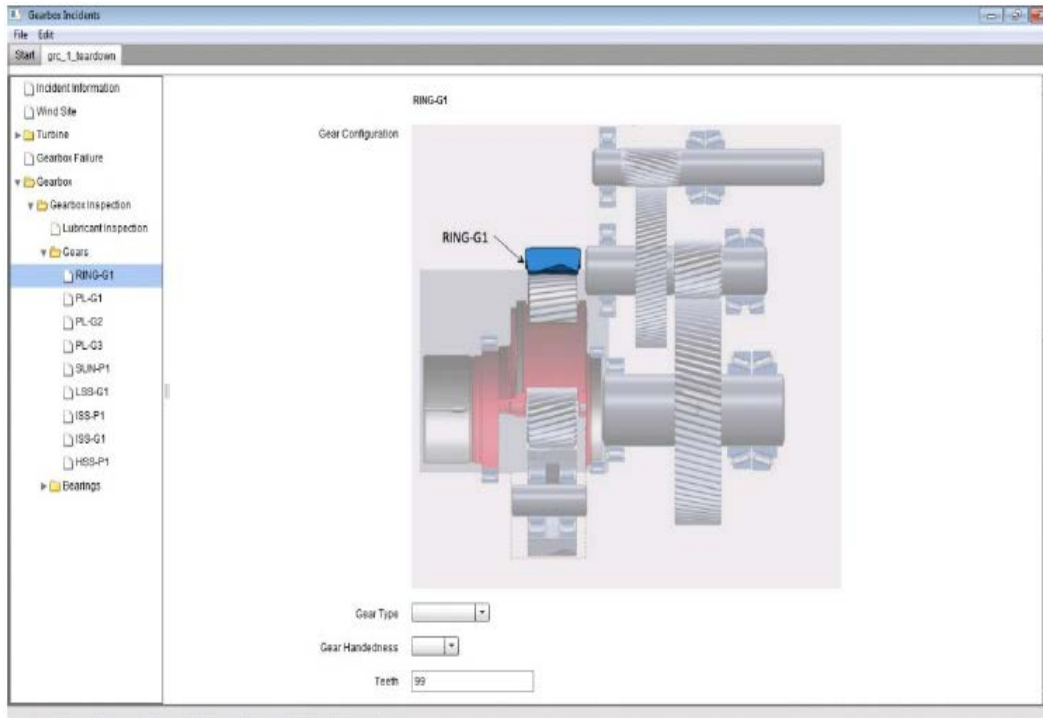 Gearbox Incidents
File Edit
Start grc_1_teardown
Incident Information
Wind Site
Turbine
Gearbox Failure
Gearbox
Gearbox Inspection
Lubricant Inspection
Gears
RING-G1
PL-G1
PL-G2
PL-G3
SUN-P1
LSS-G1
ISS-P1
ISS-G1
HSS-P1
Bearings
RING-G1
Gear Configuration
RING-G1
Gear Type
Gear Handedness
Teeth 99